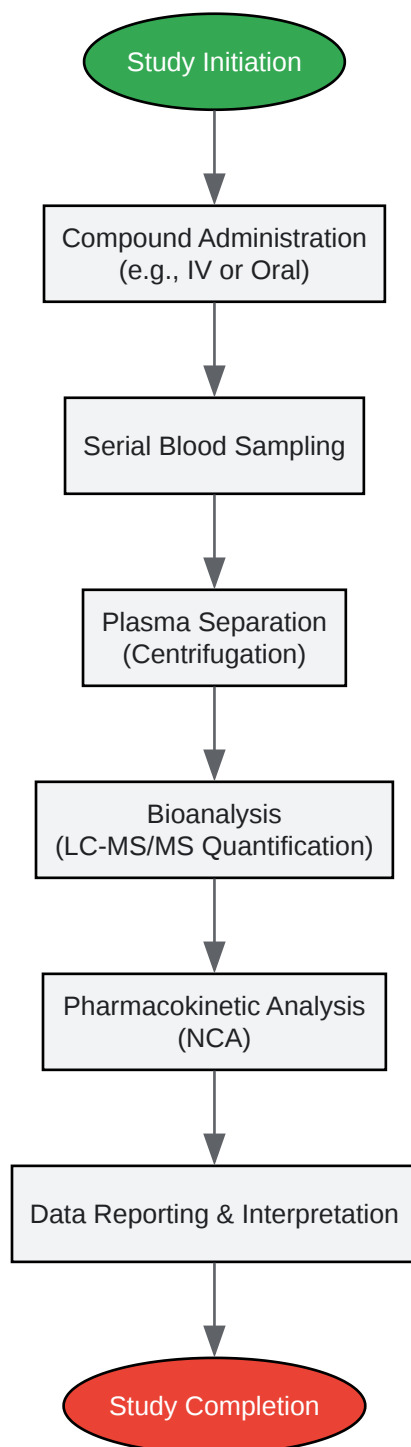 Study Initiation
Compound Administration
(e.g., IV or Oral)
Serial Blood Sampling
Plasma Separation
(Centrifugation)
Bioanalysis
(LC-MS/MS Quantification)
Pharmacokinetic Analysis
(NCA)
Data Reporting & Interpretation
Study Completion